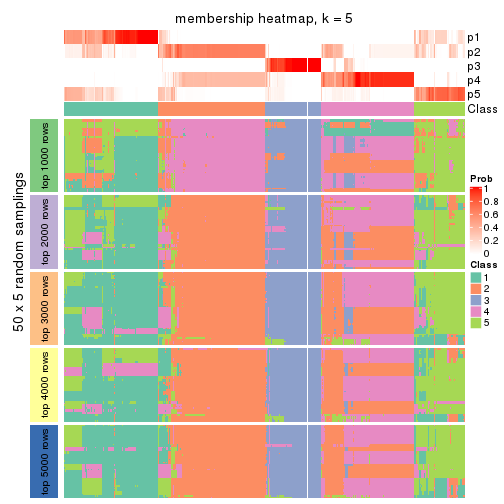 membership heatmap, k = 5
p1
p2
p3
p4
p5
Class
50 x 5 random samplings
top 1000 rows
top 2000 rows
top 3000 rows
top 4000 rows
top 5000 rows
Prob
1
0.8
0.6
0.4
0.2
0
Class
1
2
3
4
5